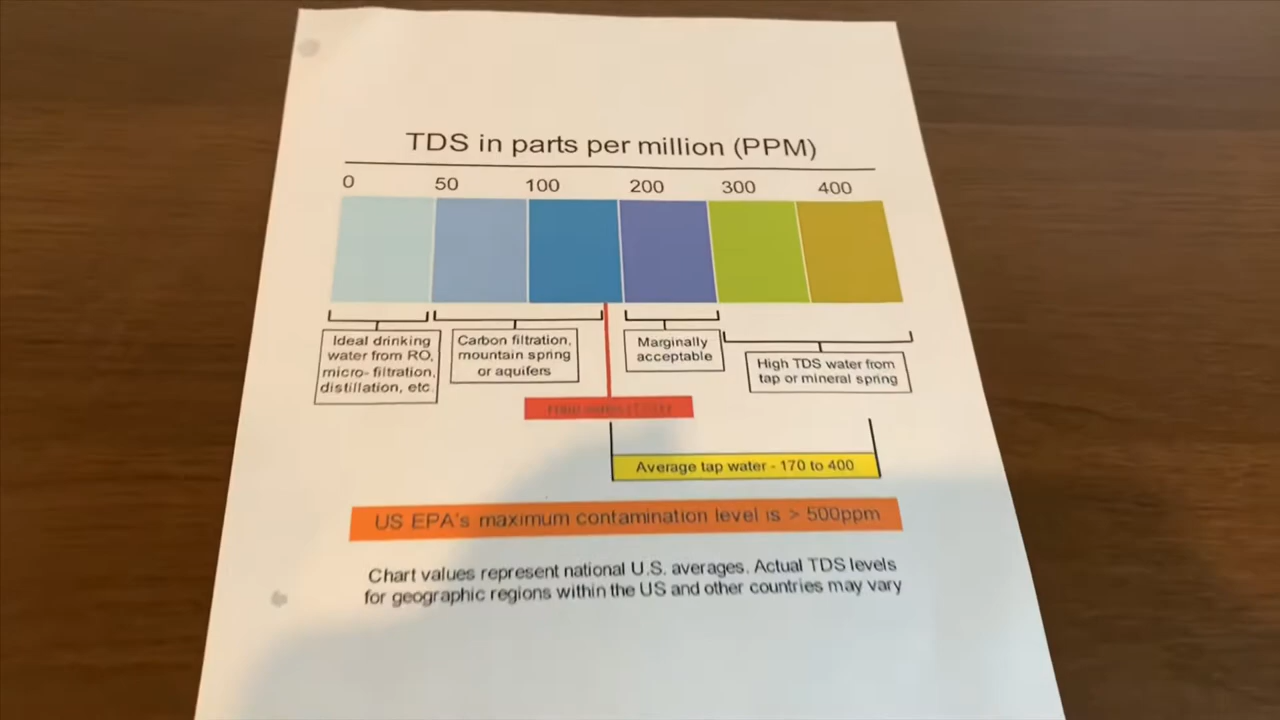 TDS in parts per million (PPM)
0 50 100 200 300 400
Ideal drinking
water from RO,
micro-filtration,
distillation, etc.
Carbon filtration,
mountain spring
or aquifers
Marginally
acceptable
High TDS water from
tap or mineral spring
Average tap water - 170 to 400
US EPA's maximum contamination level is > 500ppm
Chart values represent national U.S. averages. Actual TDS levels
for geographic regions within the US and other countries may vary